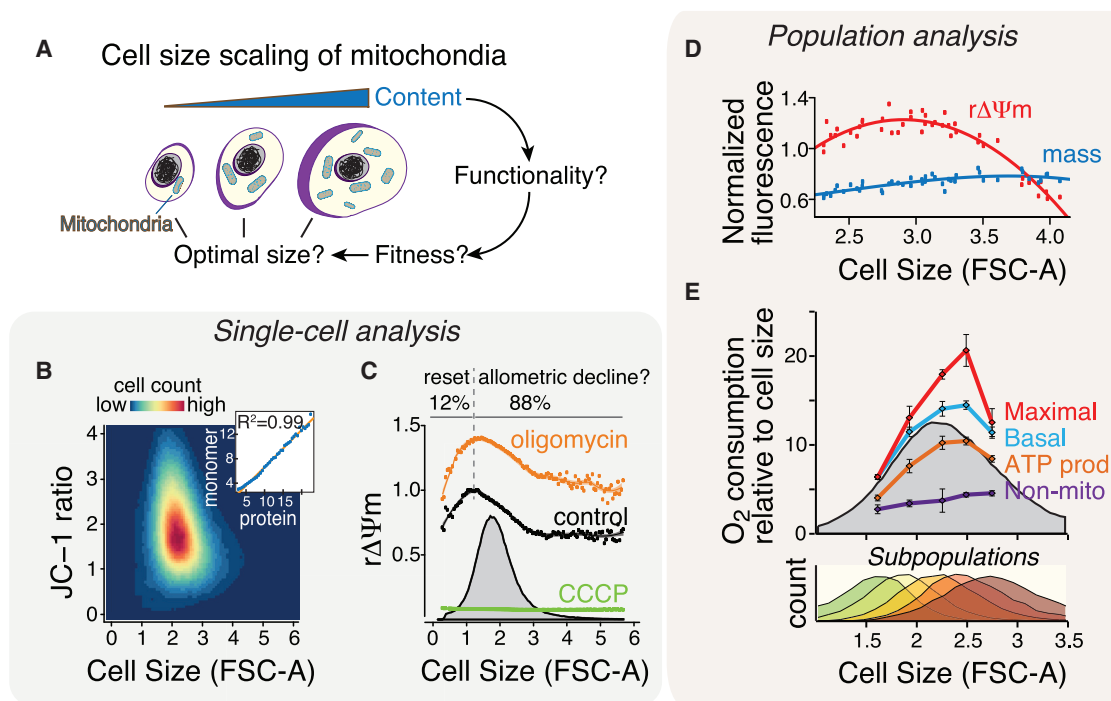 A
Cell size scaling of mitochondria
Content
Functionality?
Mitochondria
Optimal size?
Fitness?
Single-cell analysis
B
cell count
low
high
R²=0.99
monomer
12
8
4
5 10 15
protein
JC–1 ratio
4
3
2
1
0
0 1 2 3 4 5 6
Cell Size (FSC-A)
C
reset
allometric decline?
12%
88%
1.5
1.0
0.5
r∆Ψm
oligomycin
control
CCCP
0 1 2 3 4 5 6
Cell Size (FSC-A)
Population analysis
D
Normalized
fluorescence
1.4
1.0
0.6
r∆Ψm
mass
2.5 3.0 3.5 4.0
Cell Size (FSC-A)
E
O₂ consumption
relative to cell size
20
10
0
Maximal
Basal
ATP prod
Non-mito
Subpopulations
count
1.5 2 2.5 3 3.5
Cell Size (FSC-A)